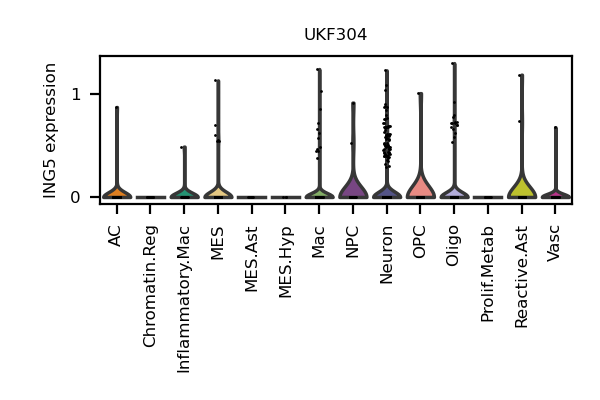 UKF304
ING5 expression
1
0
AC
Chromatin.Reg
Inflammatory.Mac
MES
MES.Ast
MES.Hyp
Mac
NPC
Neuron
OPC
Oligo
Prolif.Metab
Reactive.Ast
Vasc